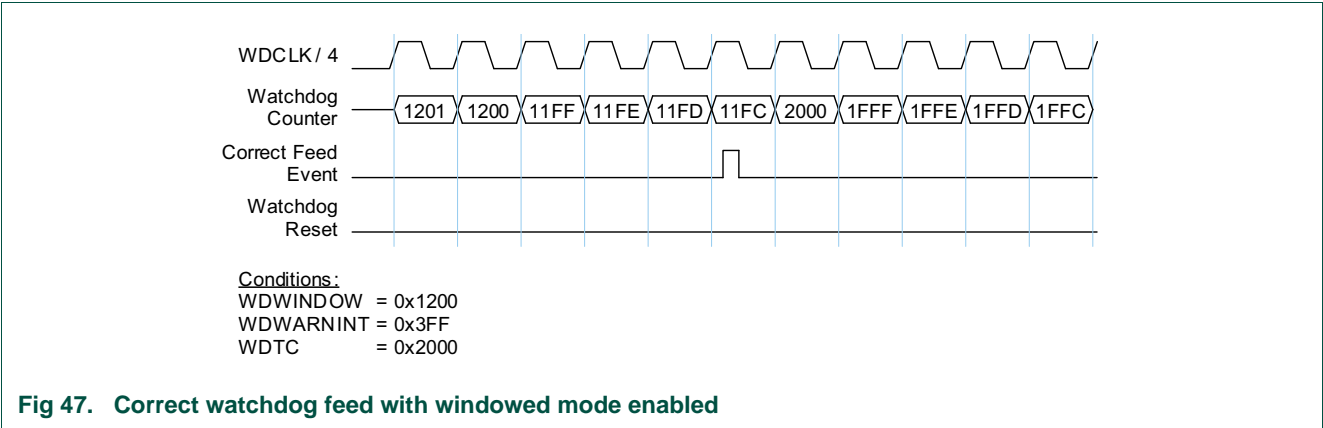 WDCLK / 4
Watchdog
Counter
1201 1200 11FF 11FE 11FD 11FC 2000 1FFF 1FFE 1FFD 1FFC
Correct Feed
Event
Watchdog
Reset
Conditions:
WDWINDOW = 0x1200
WDWARNINT = 0x3FF
WDTC = 0x2000
Fig 47. Correct watchdog feed with windowed mode enabled